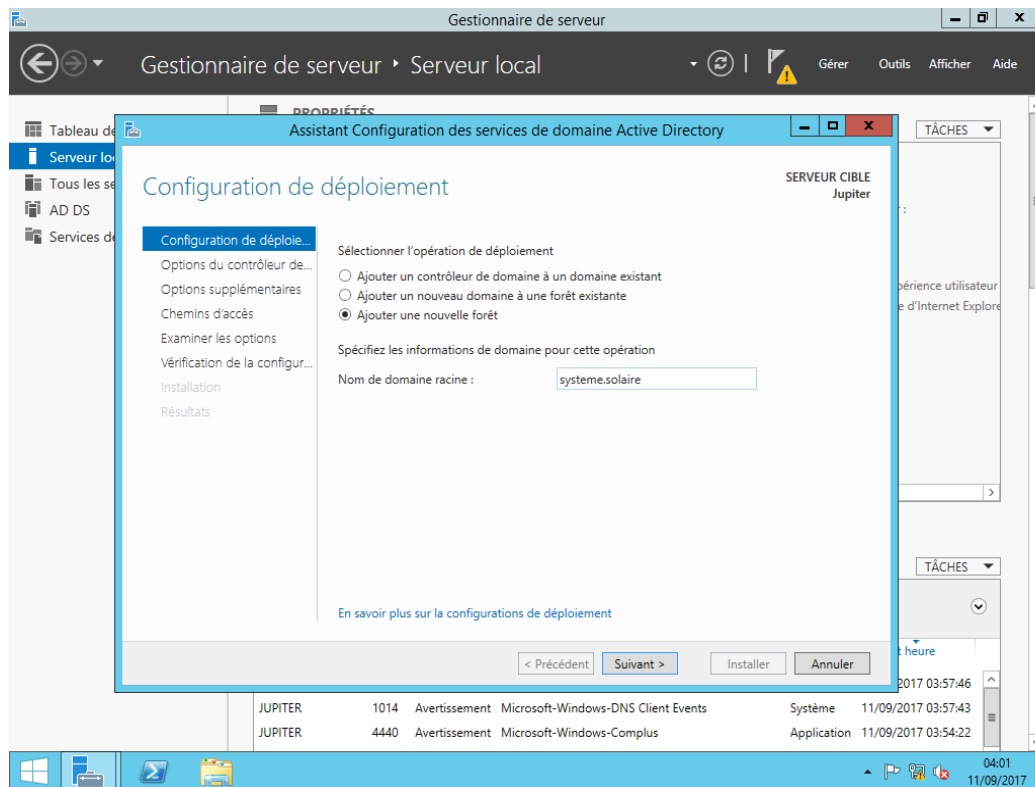 Gestionnaire de serveur
Gestionnaire de serveur ‣ Serveur local
Gérer Outils Afficher Aide
PROPRIÉTÉS
TÂCHES
Tableau de
Serveur
Tous les
AD DS
Services
Assistant Configuration des services de domaine Active Directory
Configuration de déploiement
SERVEUR CIBLE
Jupiter
Configuration de déploie...
Options du contrôleur de...
Options supplémentaires
Chemins d'accès
Examiner les options
Vérification de la configur...
Installation
Résultats
Sélectionner l'opération de déploiement
Ajouter un contrôleur de domaine à un domaine existant
Ajouter un nouveau domaine à une forêt existante
Ajouter une nouvelle forêt
Spécifiez les informations de domaine pour cette opération
Nom de domaine racine : systeme.solaire
En savoir plus sur la configurations de déploiement
< Précédent Suivant > Installer Annuler
utilisateur
d'Internet Explore
TÂCHES
heure
2017 03:57:46
JUPITER 1014 Avertissement Microsoft-Windows-DNS Client Events Système 11/09/2017 03:57:43
JUPITER 4440 Avertissement Microsoft-Windows-Complus Application 11/09/2017 03:54:22
04:01
11/09/2017